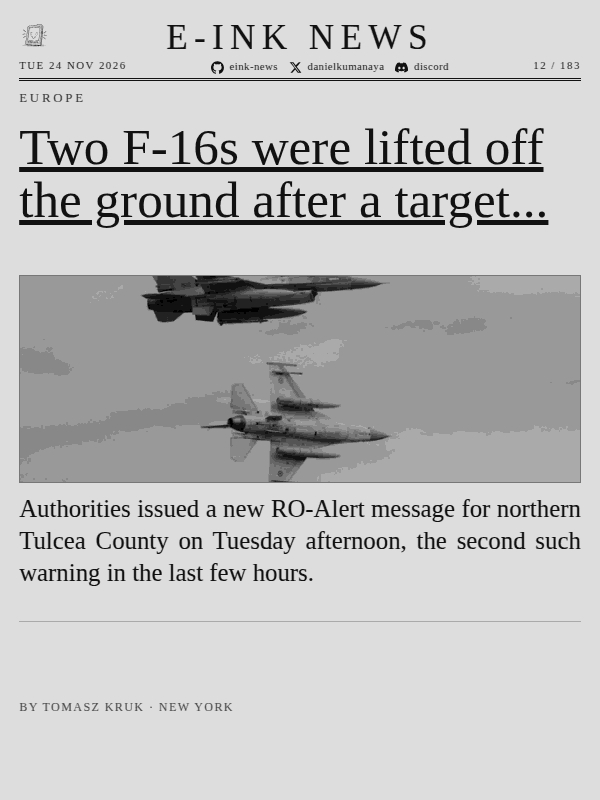 E-INK NEWS
TUE 24 NOV 2026
eink-news danielkumanaya discord
12 / 183
EUROPE
Two F-16s were lifted off
the ground after a target...
Authorities issued a new RO-Alert message for northern
Tulcea County on Tuesday afternoon, the second such
warning in the last few hours.
BY TOMASZ KRUK · NEW YORK